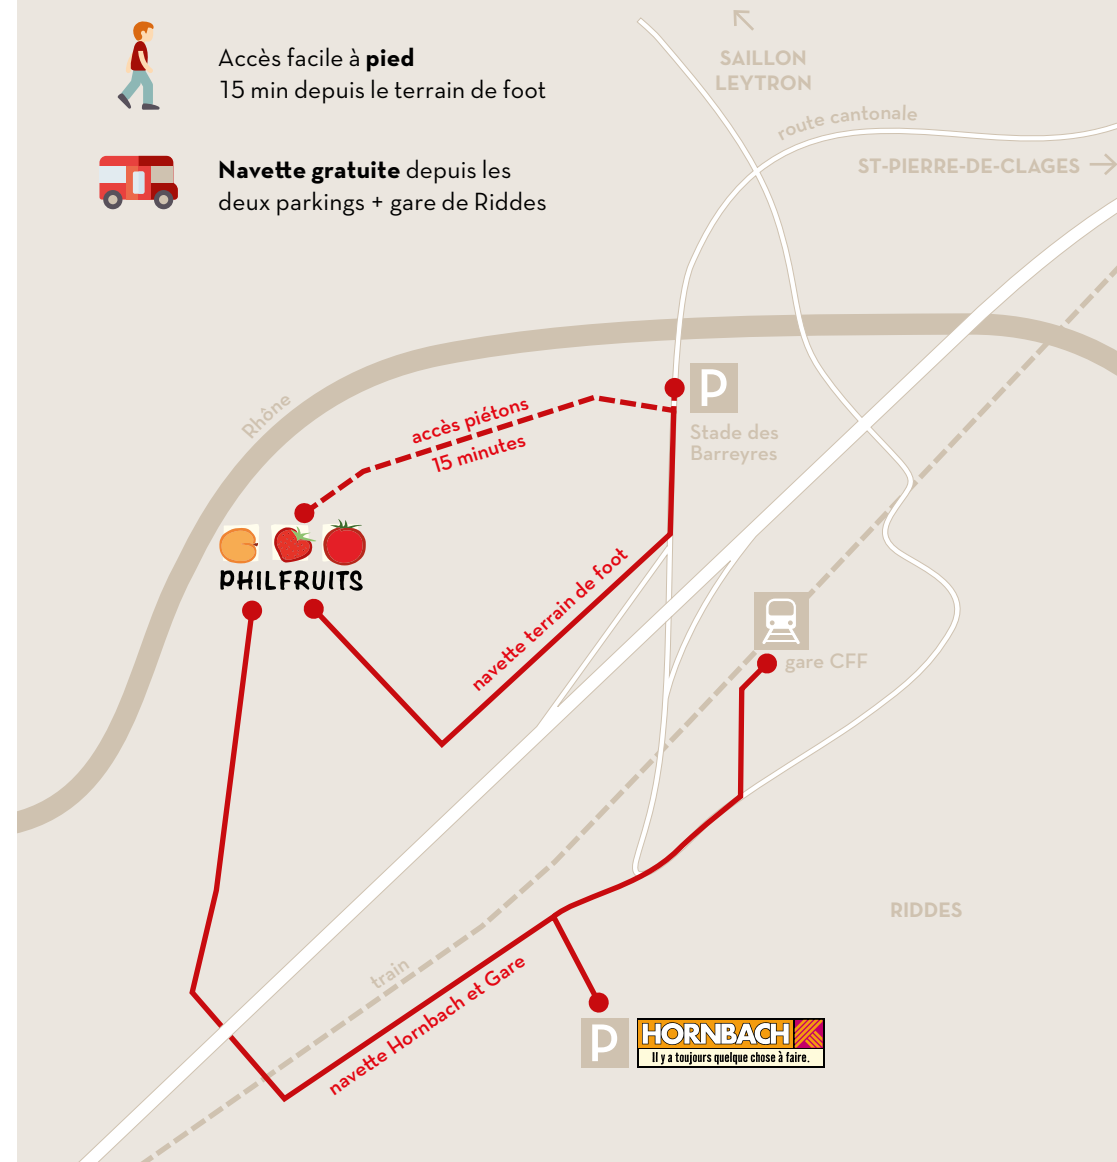 Accès facile à pied
15 min depuis le terrain de foot
Navette gratuite depuis les
deux parkings + gare de Riddes
SAILLON
LEYTRON
route cantonale
ST-PIERRE-DE-CLAGES
Rhône
P
Stade des
Barreyres
accès piétons
15 minutes
PHILFRUITS
navette terrain de foot
gare CFF
RIDDES
train
navette Hornbach et Gare
P
HORNBACH
Il y a toujours quelque chose à faire.